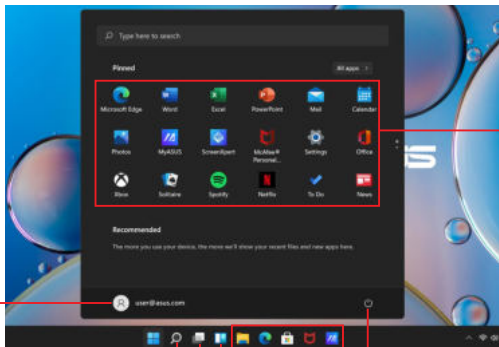 Type here to search
Pinned
All apps >
Microsoft Edge Word Excel PowerPoint Mail Calendar
Photos MyASUS ScreenXpert McAfee® Personal... Settings Office
Xbox Solitaire Spotify Netflix To Do News
Recommended
The more you use your device, the more we'll show your recent files and new apps here.
user@asus.com